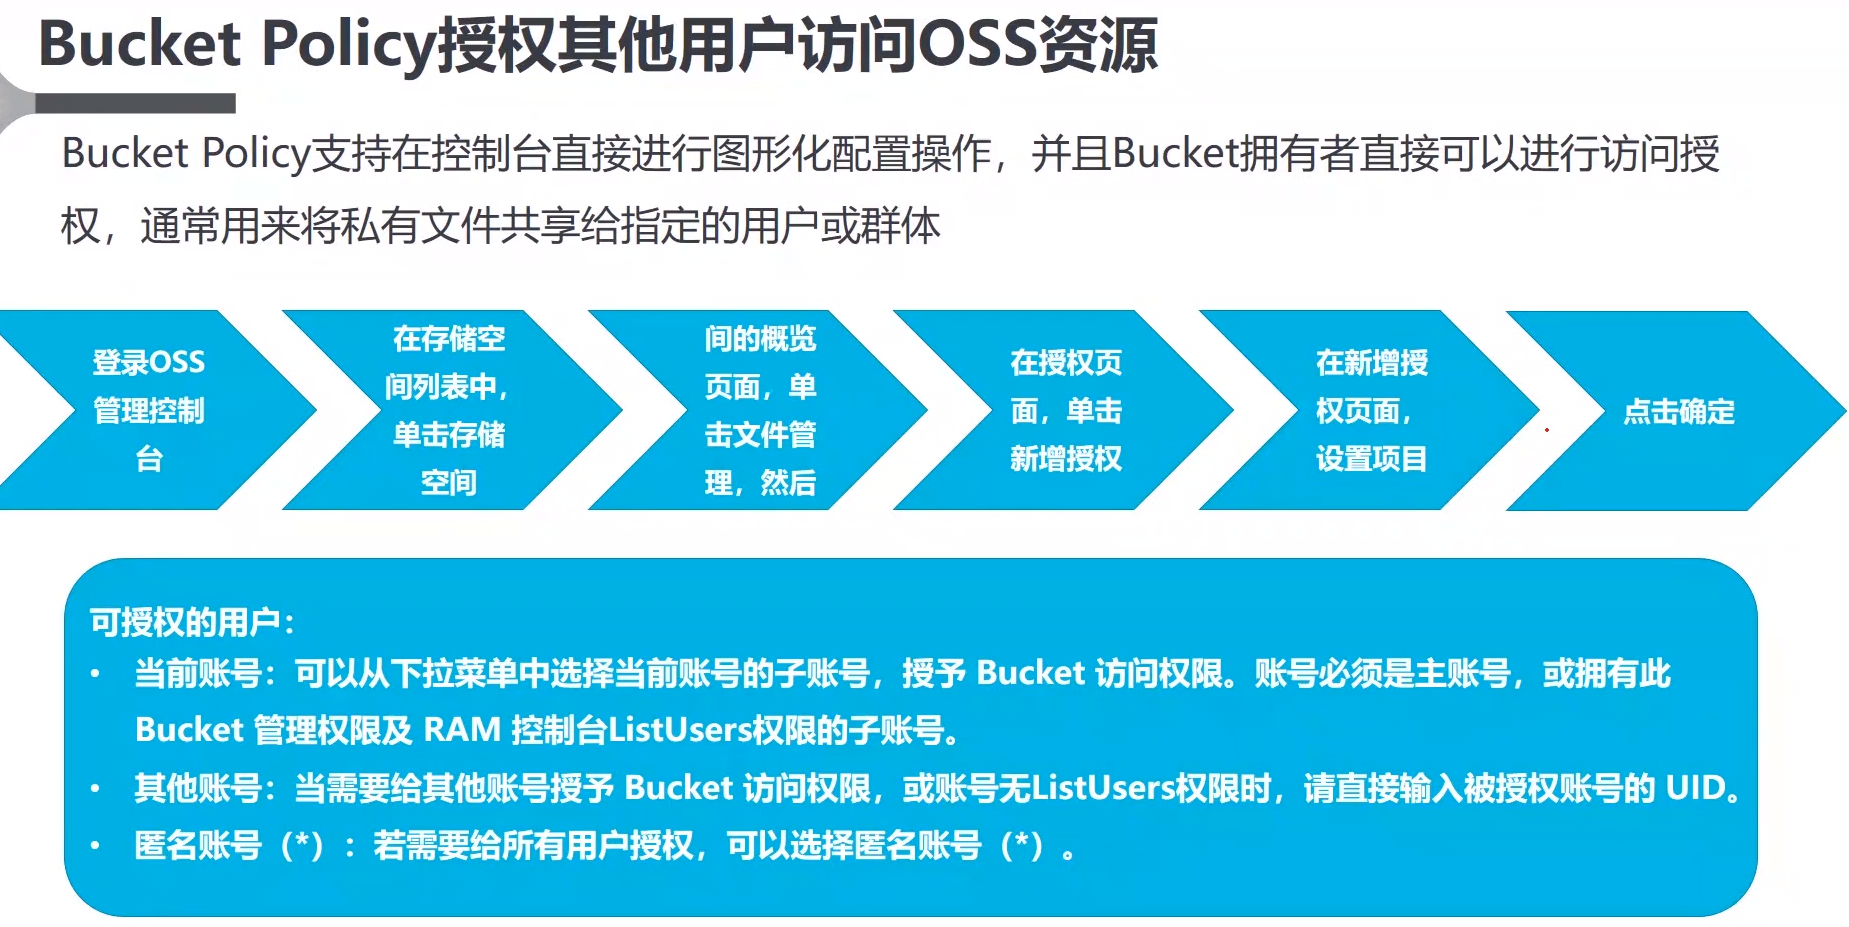 Bucket Policy授权其他用户访问OSS资源
Bucket Policy支持在控制台直接进行图形化配置操作，并且Bucket拥有者直接可以进行访问授
权，通常用来将私有文件共享给指定的用户或群体
登录OSS
管理控制
台
在存储空
间列表中，
单击存储
空间
间的概览
页面，单
击文件管
理，然后
在授权页
面，单击
新增授权
在新增授
权页面，
设置项目
点击确定
可授权的用户：
• 当前账号：可以从下拉菜单中选择当前账号的子账号，授予 Bucket 访问权限。账号必须是主账号，或拥有此
Bucket 管理权限及 RAM 控制台ListUsers权限的子账号。
• 其他账号：当需要给其他账号授予 Bucket 访问权限，或账号无ListUsers权限时，请直接输入被授权账号的 UID。
• 匿名账号（*）：若需要给所有用户授权，可以选择匿名账号（*）。